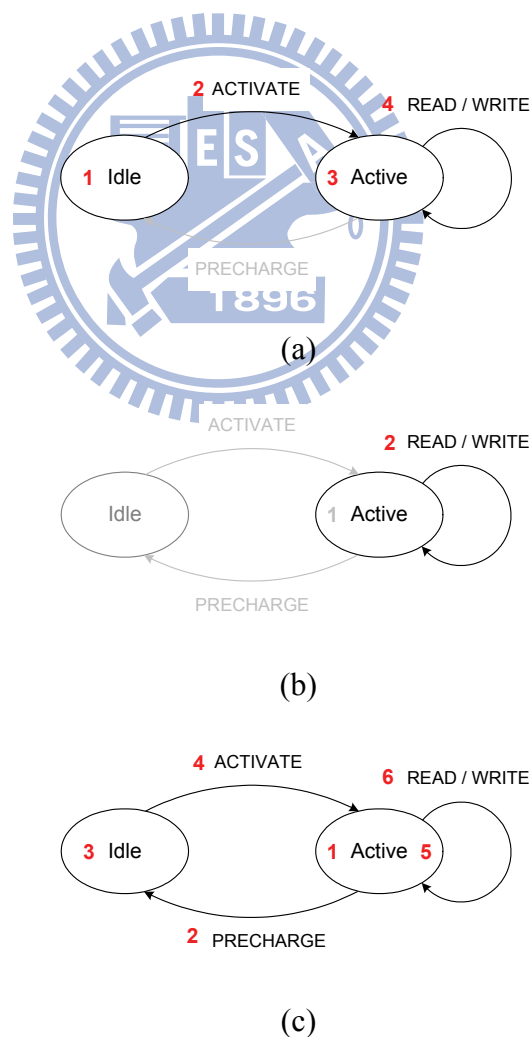 2 ACTIVATE
4 READ / WRITE
ESA
1 Idle
3 Active
PRECHARGE
1896
(a)
ACTIVATE
2 READ / WRITE
Idle
1 Active
PRECHARGE
(b)
4 ACTIVATE
6 READ / WRITE
3 Idle
1 Active 5
2 PRECHARGE
(c)